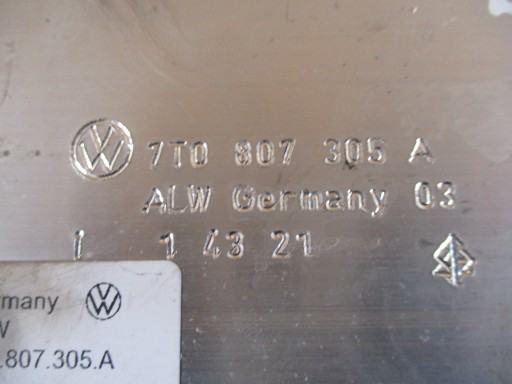 7T0 807 305 A
ALW Germany 03
1 1 43 21
rmany
W
.807.305.A